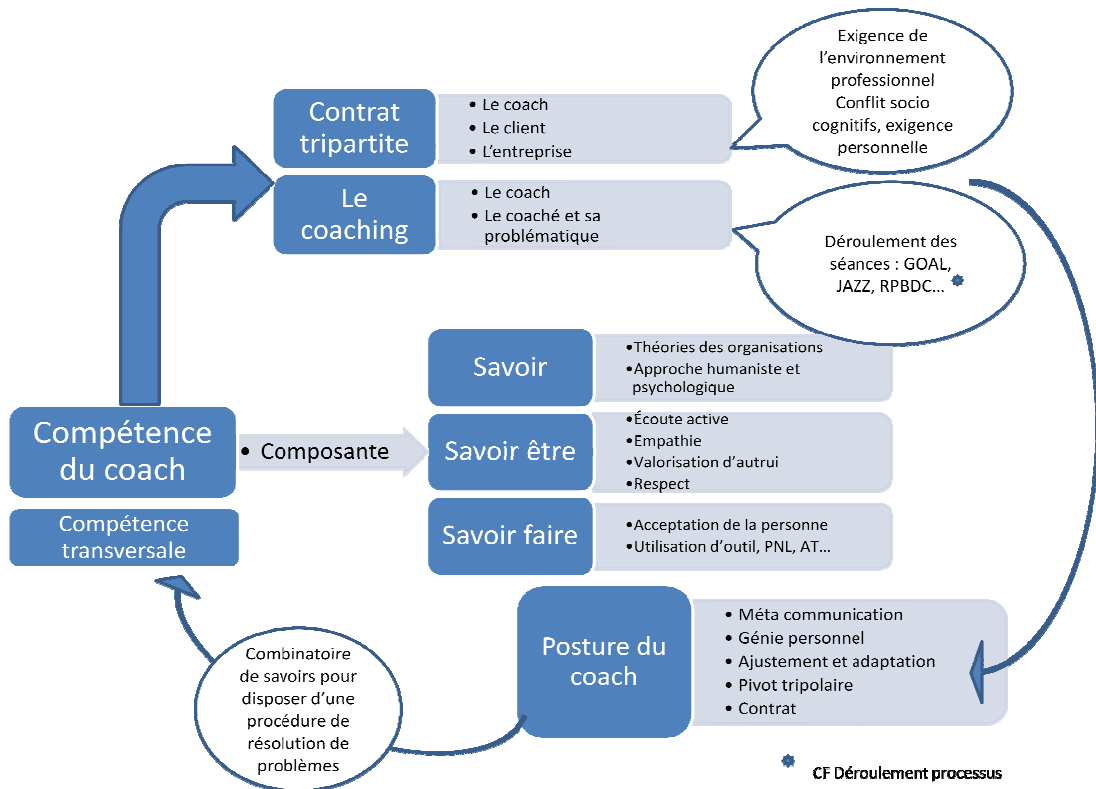 Exigence de
l’environnement
professionnel
Conflit socio
cognitifs, exigence
personnelle
Contrat
tripartite
• Le coach
• Le client
• L’entreprise
Le
coaching
• Le coach
• Le coaché et sa
problématique
Déroulement des
séances : GOAL,
JAZZ, RPBDC...
Savoir
•Théories des organisations
•Approche humaniste et
psychologique
Compétence
du coach
• Composante
Savoir être
•Écoute active
•Empathie
•Valorisation d’autrui
•Respect
Compétence
transversale
Savoir faire
•Acceptation de la personne
•Utilisation d’outil, PNL, AT...
Posture du
coach
• Méta communication
• Génie personnel
• Ajustement et adaptation
• Pivot tripolaire
• Contrat
Combinatoire
de savoirs pour
disposer d’une
procédure de
résolution de
problèmes
CF Déroulement processus